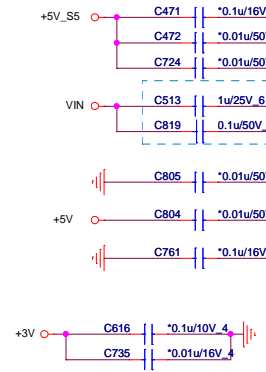 +5V_S5 C471 *0.1u/16V
C472 *0.01u/50
C724 *0.01u/50
VIN C513 1u/25V_6
C819 0.1u/50V_
C805 *0.01u/50
+5V C804 *0.01u/50
C761 *0.1u/16V
+3V C616 *0.1u/10V_4
C735 *0.01u/16V_4